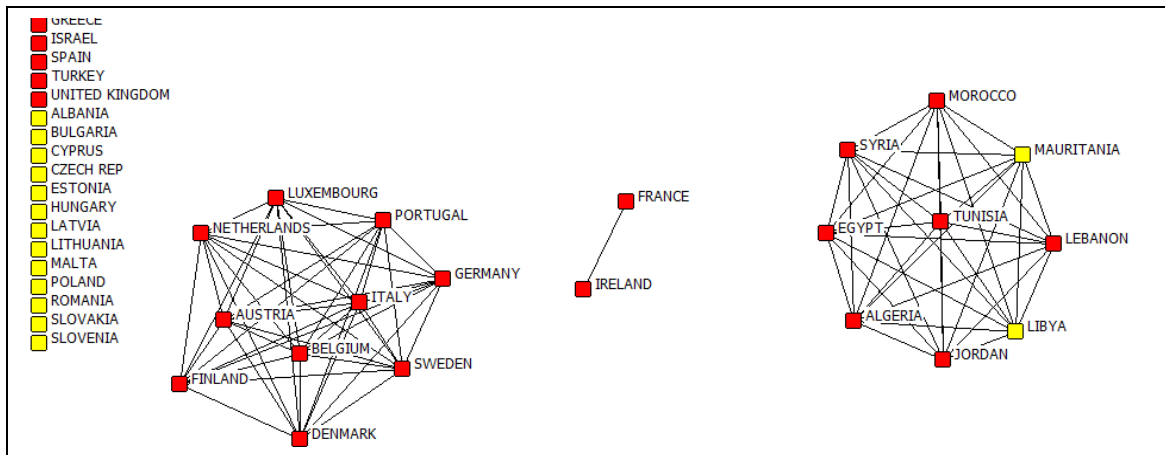 GREECE
ISRAEL
SPAIN
TURKEY
UNITED KINGDOM
ALBANIA
BULGARIA
CYPRUS
CZECH REP
ESTONIA
HUNGARY
LATVIA
LITHUANIA
MALTA
POLAND
ROMANIA
SLOVAKIA
SLOVENIA
LUXEMBOURG
PORTUGAL
NETHERLANDS
GERMANY
ITALY
AUSTRIA
BELGIUM
SWEDEN
FINLAND
DENMARK
FRANCE
IRELAND
MOROCCO
SYRIA
MAURITANIA
TUNISIA
EGYPT
LEBANON
ALGERIA
LIBYA
JORDAN